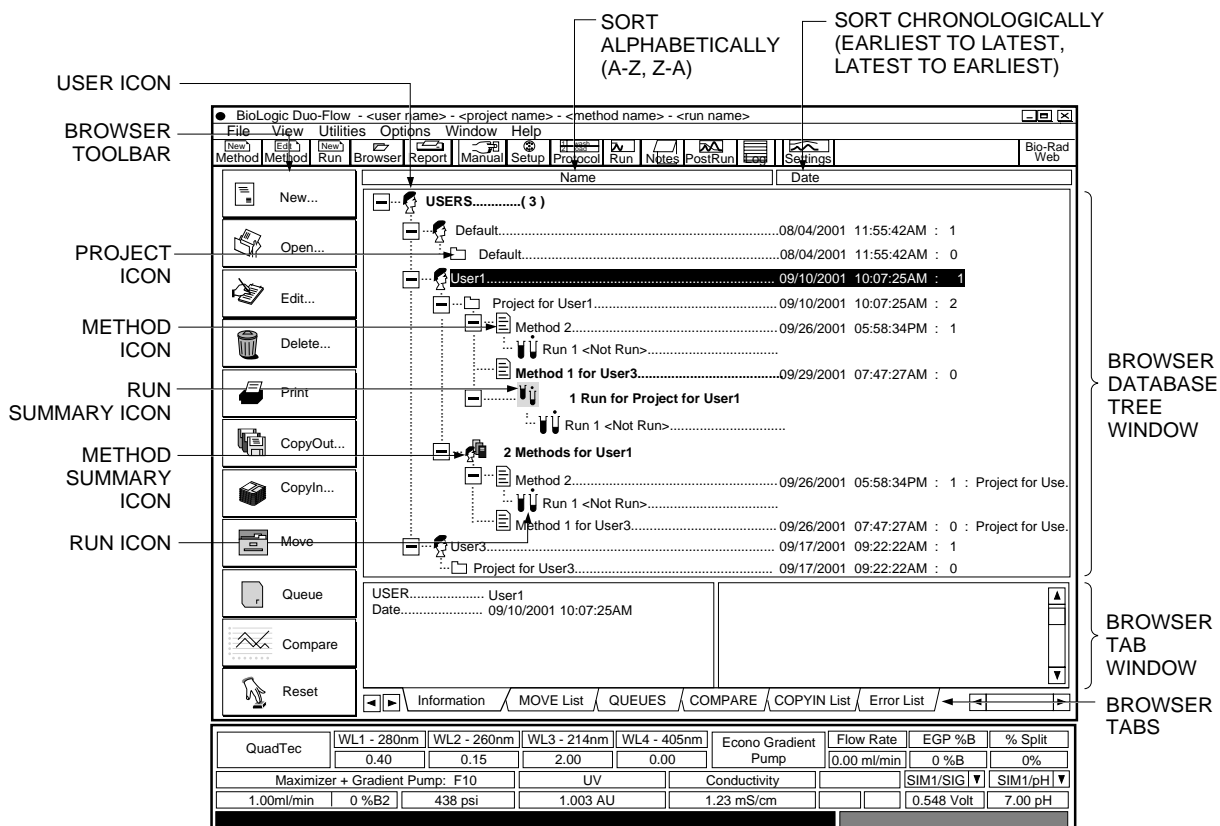 SORT
ALPHABETICALLY
(A-Z, Z-A)
SORT CHRONOLOGICALLY
(EARLIEST TO LATEST,
LATEST TO EARLIEST)
USER ICON
BROWSER
TOOLBAR
PROJECT
ICON
METHOD
ICON
RUN
SUMMARY ICON
METHOD
SUMMARY
ICON
RUN ICON
BioLogic Duo-Flow - <user name> - <project name> - <method name> - <run name>
File View Utilities Options Window Help
New Edit New
Method Method Run Browser Report Manual Setup Protocol Run Notes PostRun Log Settings
Bio-Rad
Web
New...
Open...
Edit...
Delete...
Print
CopyOut...
CopyIn...
Move
Queue
Compare
Reset
Name Date
USERS.............( 3 )
Default..........08/04/2001 11:55:42AM : 1
Default..........08/04/2001 11:55:42AM : 0
User1.......... 09/10/2001 10:07:25AM : 1
Project for User1..........09/10/2001 10:07:25AM : 2
Method 2..........09/26/2001 05:58:34PM : 1
Run 1 <Not Run>..........
Method 1 for User3..........09/29/2001 07:47:27AM : 0
1 Run for Project for User1
Run 1 <Not Run>..........
2 Methods for User1
Method 2..........09/26/2001 05:58:34PM : 1 : Project for Use.
Run 1 <Not Run>..........
Method 1 for User3..........09/26/2001 07:47:27AM : 0 : Project for Use.
User3.......... 09/17/2001 09:22:22AM : 1
Project for User3.......... 09/17/2001 09:22:22AM : 0
USER................... User1
Date...................... 09/10/2001 10:07:25AM
Information MOVE List QUEUES COMPARE COPYIN List Error List
BROWSER
DATABASE
TREE
WINDOW
BROWSER
TAB
WINDOW
BROWSER
TABS
QuadTec WL1 - 280nm WL2 - 260nm WL3 - 214nm WL4 - 405nm Econo Gradient Pump Flow Rate EGP %B % Split
0.40 0.15 2.00 0.00 0.00 ml/min 0 %B 0%
Maximizer + Gradient Pump: F10 UV Conductivity SIM1/SIG SIM1/pH
1.00ml/min 0 %B2 438 psi 1.003 AU 1.23 mS/cm 0.548 Volt 7.00 pH